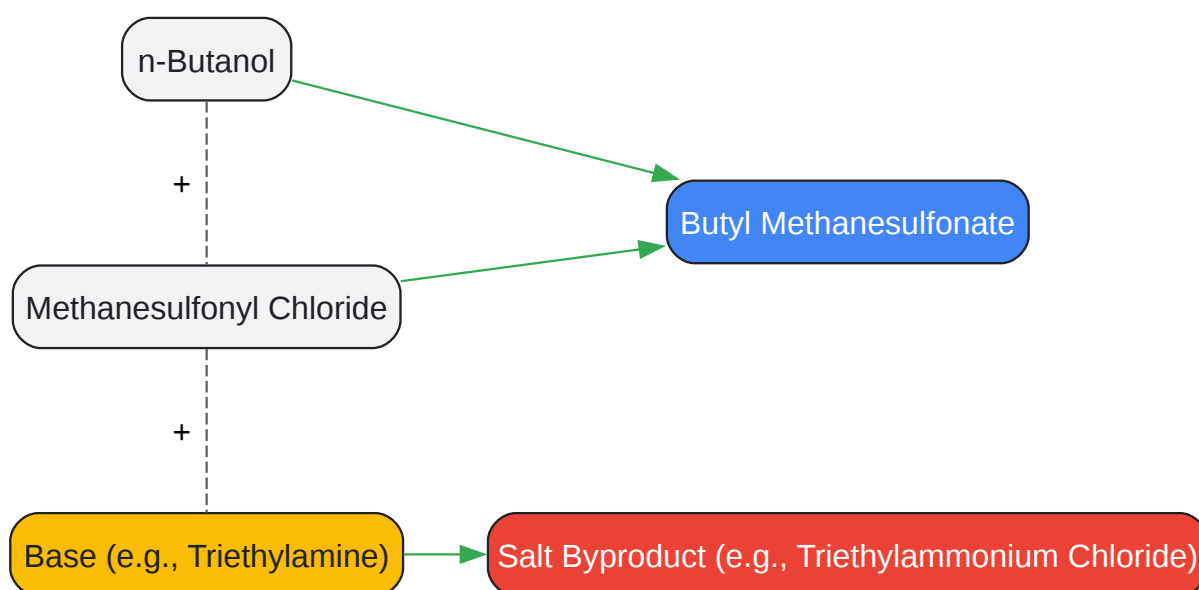 n-Butanol
+
Butyl Methanesulfonate
Methanesulfonyl Chloride
+
Base (e.g., Triethylamine)
Salt Byproduct (e.g., Triethylammonium Chloride)